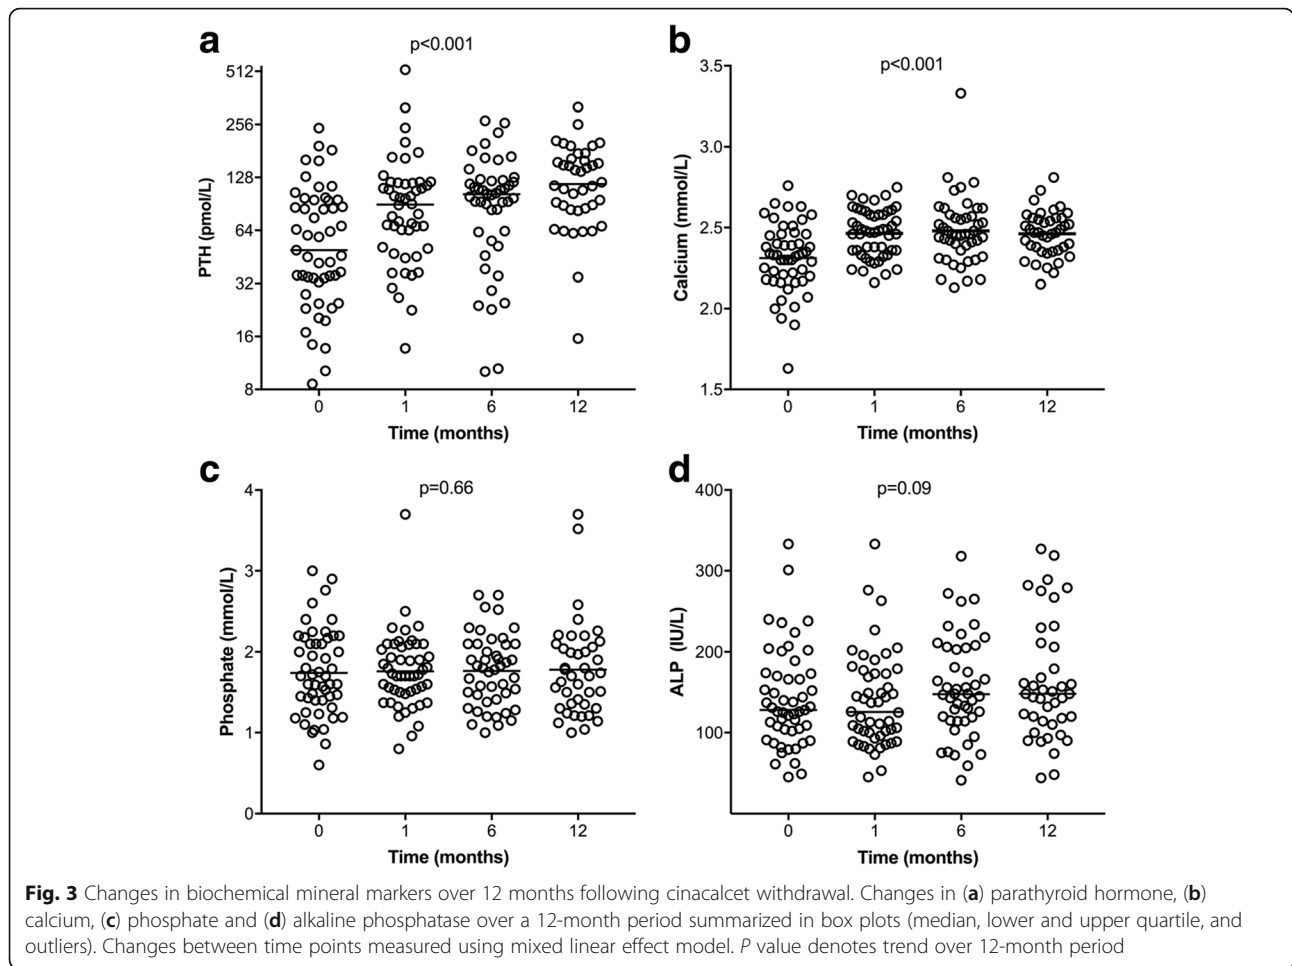 a
p<0.001
512
256
128
64
32
16
8
PTH (pmol/L)
0 1 6 12
Time (months)
b
p<0.001
3.5
3.0
2.5
2.0
1.5
Calcium (mmol/L)
0 1 6 12
Time (months)
c
p=0.66
4
3
2
1
0
Phosphate (mmol/L)
0 1 6 12
Time (months)
d
p=0.09
400
300
200
100
ALP (IU/L)
0 1 6 12
Time (months)
Fig. 3 Changes in biochemical mineral markers over 12 months following cinacalcet withdrawal. Changes in (a) parathyroid hormone, (b)
calcium, (c) phosphate and (d) alkaline phosphatase over a 12-month period summarized in box plots (median, lower and upper quartile, and
outliers). Changes between time points measured using mixed linear effect model. P value denotes trend over 12-month period